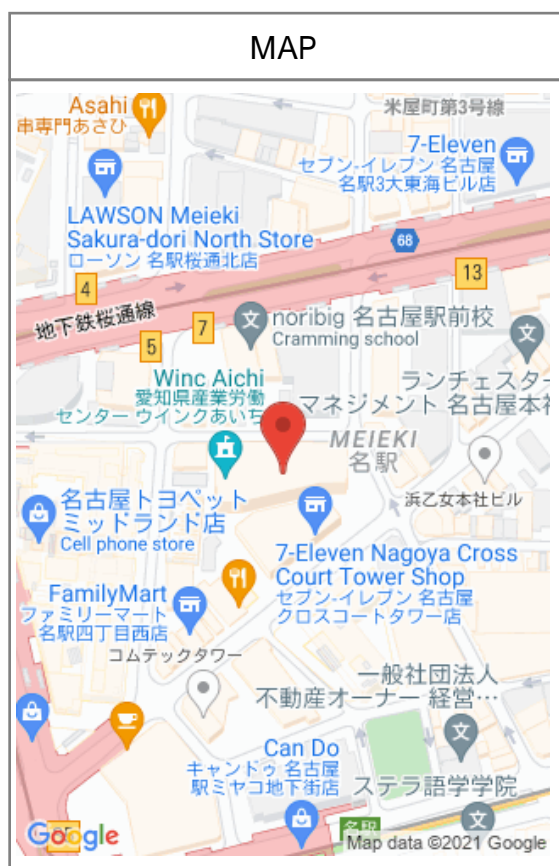 MAP
Asahi
串専門あさひ
米屋町第3号線
7-Eleven
セブン-イレブン 名古屋
名駅3大東海ビル店
LAWSON Meieki
Sakura-dori North Store
ローソン 名駅桜通北店
68
13
4
地下鉄桜通線
7
5
noribig 名古屋駅前校
Cramming school
Winc Aichi
愛知県産業労働
センター ウインクあいち
ランチェスター
マネジメント 名古屋本社
MEIEKI
名駅
浜乙女本社ビル
名古屋トヨペット
ミッドランド店
Cell phone store
7-Eleven Nagoya Cross
Court Tower Shop
セブン-イレブン 名古屋
クロスコートタワー店
FamilyMart
ファミリーマート
名駅四丁目西店
コムテックタワー
一般社団法人
不動産オーナー 経営…
Can Do
キャンドゥ 名古屋
駅ミヤコ地下街店
ステラ語学学院
名駅
Google
Map data ©2021 Google